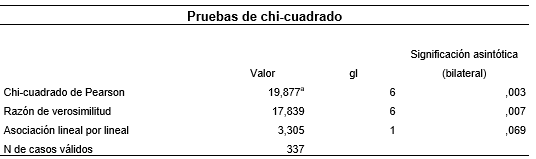 Pruebas de chi-cuadrado
Valor gl Significación asintótica (bilateral)
Chi-cuadrado de Pearson 19,877ª 6 ,003
Razón de verosimilitud 17,839 6 ,007
Asociación lineal por lineal 3,305 1 ,069
N de casos válidos 337